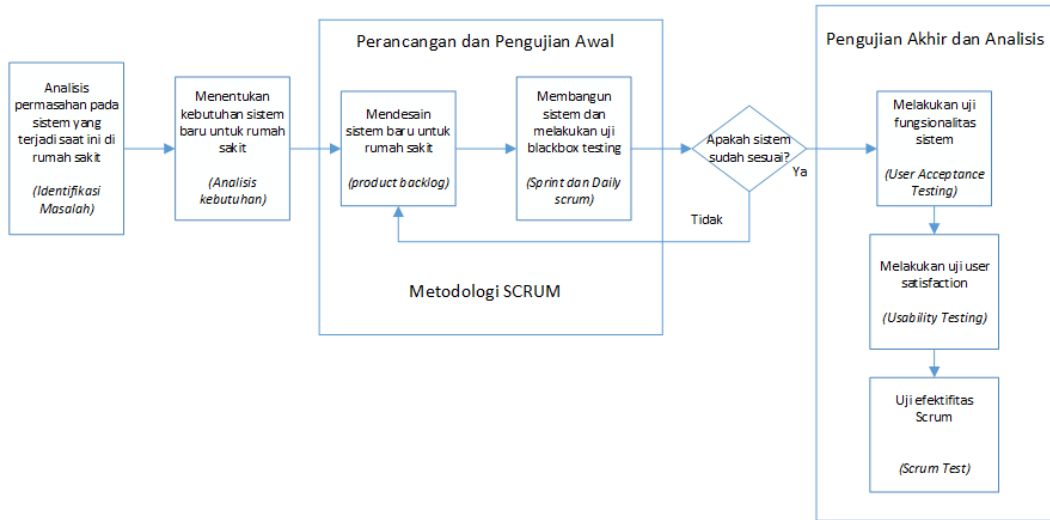 Analisis
permasahan pada
sistem yang
terjadi saat ini di
rumah sakit
(Identifikasi
Masalah)
Menentukan
kebutuhan sistem
baru untuk rumah
sakit
(Analisis
kebutuhan)
Perancangan dan Pengujian Awal
Mendesain
sistem baru untuk
rumah sakit
(product backlog)
Membangun
sistem dan
melakukan uji
blackbox testing
(Sprint dan Daily
scrum)
Metodologi SCRUM
Apakah sistem
sudah sesuai?
Ya
Tidak
Pengujian Akhir dan Analisis
Melakukan uji
fungsionalitas
sistem
(User Acceptance
Testing)
Melakukan uji user
satisfaction
(Usability Testing)
Uji efektifitas
Scrum
(Scrum Test)